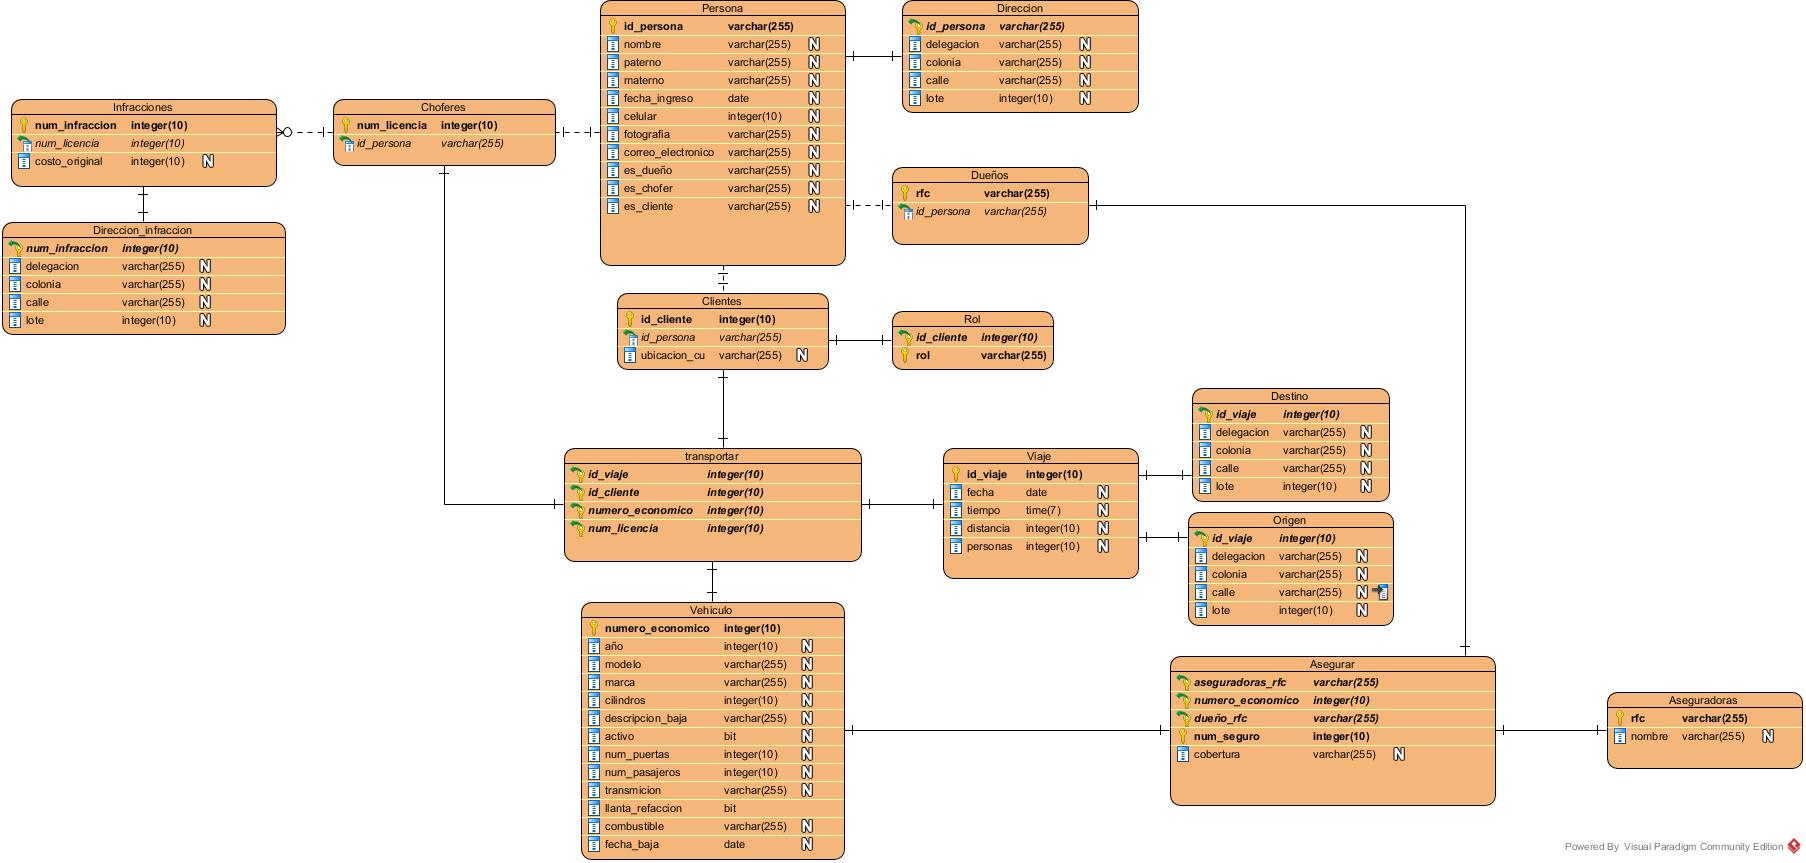 Persona
id_persona varchar(255)
nombre varchar(255) N
paterno varchar(255) N
materno varchar(255) N
fecha_ingreso date N
celular integer(10) N
fotografia varchar(255) N
correo_electronico varchar(255) N
es_dueño varchar(255) N
es_chofer varchar(255) N
es_cliente varchar(255) N
Direccion
id_persona varchar(255)
delegacion varchar(255) N
colonia varchar(255) N
calle varchar(255) N
lote integer(10) N
Infracciones
num_infraccion integer(10)
num_licencia integer(10)
costo_original integer(10) N
Choferes
num_licencia integer(10)
id_persona varchar(255)
Dueños
rfc varchar(255)
id_persona varchar(255)
Direccion_infraccion
num_infraccion integer(10)
delegacion varchar(255) N
colonia varchar(255) N
calle varchar(255) N
lote integer(10) N
Clientes
id_cliente integer(10)
id_persona varchar(255)
ubicacion_cu varchar(255) N
Rol
id_cliente integer(10)
rol varchar(255)
Destino
id_viaje integer(10)
delegacion varchar(255) N
colonia varchar(255) N
calle varchar(255) N
lote integer(10) N
transportar
id_viaje integer(10)
id_cliente integer(10)
numero_economico integer(10)
num_licencia integer(10)
Viaje
id_viaje integer(10)
fecha date N
tiempo time(7) N
distancia integer(10) N
personas integer(10) N
Origen
id_viaje integer(10)
delegacion varchar(255) N
colonia varchar(255) N
calle varchar(255) N
lote integer(10) N
Vehiculo
numero_economico integer(10)
año integer(10) N
modelo varchar(255) N
marca varchar(255) N
cilindros integer(10) N
descripcion_baja varchar(255) N
activo bit N
num_puertas integer(10) N
num_pasajeros integer(10) N
transmicion varchar(255) N
llanta_refaccion bit
combustible varchar(255) N
fecha_baja date N
Asegurar
aseguradoras_rfc varchar(255)
numero_economico integer(10)
dueño_rfc varchar(255)
num_seguro integer(10)
cobertura varchar(255) N
Aseguradoras
rfc varchar(255)
nombre varchar(255) N
Powered By Visual Paradigm Community Edition